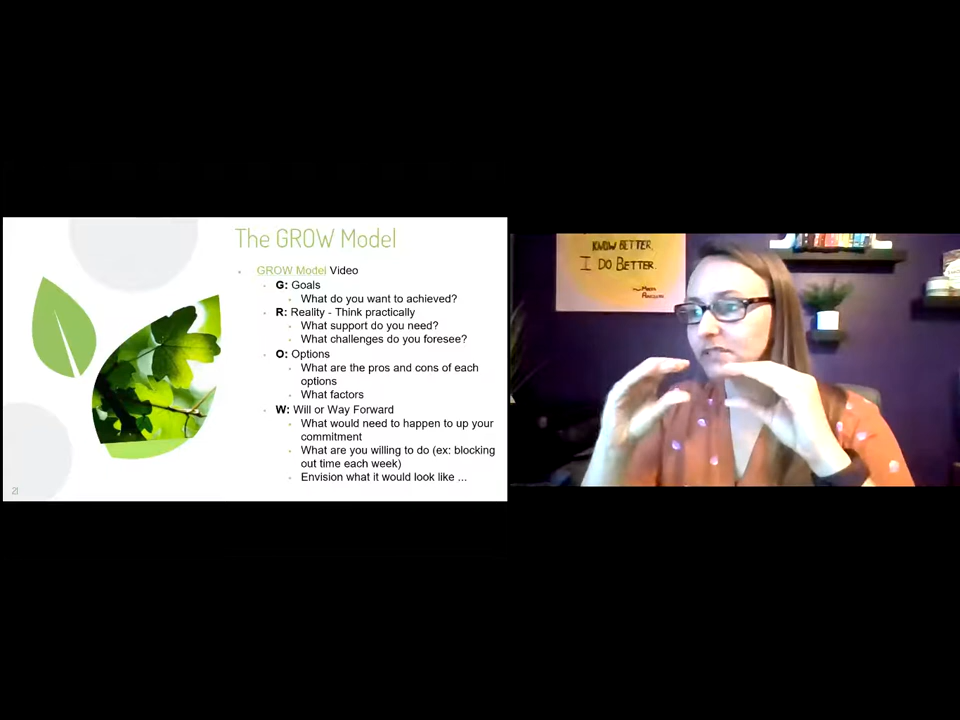 The GROW Model
GROW Model Video
G: Goals
What do you want to achieved?
R: Reality - Think practically
What support do you need?
What challenges do you foresee?
O: Options
What are the pros and cons of each
options
What factors
W: Will or Way Forward
What would need to happen to up your
commitment
What are you willing to do (ex: blocking
out time each week)
Envision what it would look like ...
21
KNOW BETTER,
I DO BETTER.
~Maya
Angelou